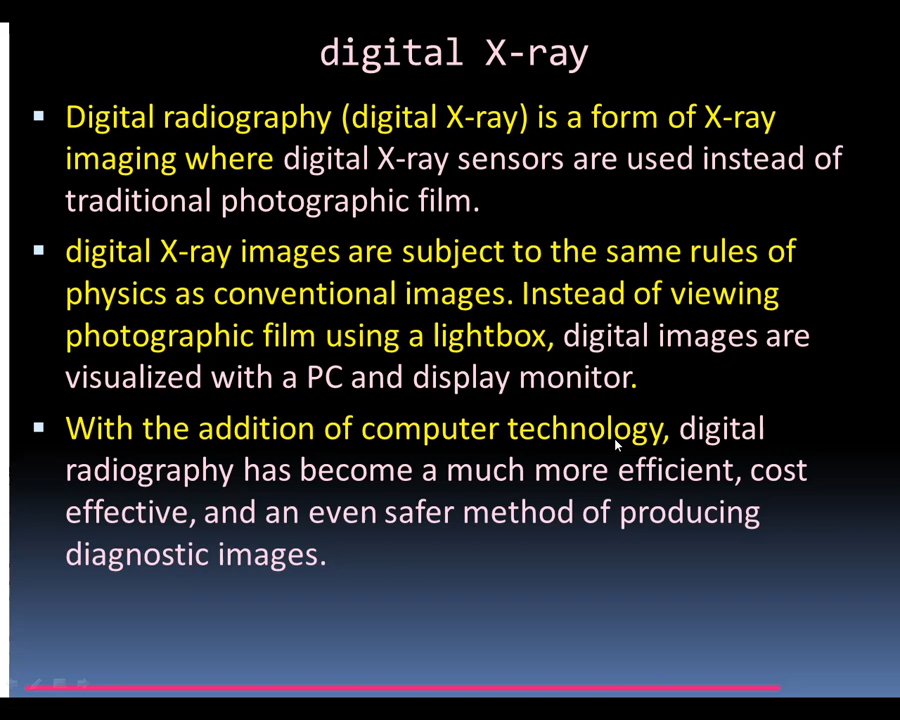 digital X-ray
▪ Digital radiography (digital X-ray) is a form of X-ray
imaging where digital X-ray sensors are used instead of
traditional photographic film.
▪ digital X-ray images are subject to the same rules of
physics as conventional images. Instead of viewing
photographic film using a lightbox, digital images are
visualized with a PC and display monitor.
▪ With the addition of computer technology, digital
radiography has become a much more efficient, cost
effective, and an even safer method of producing
diagnostic images.